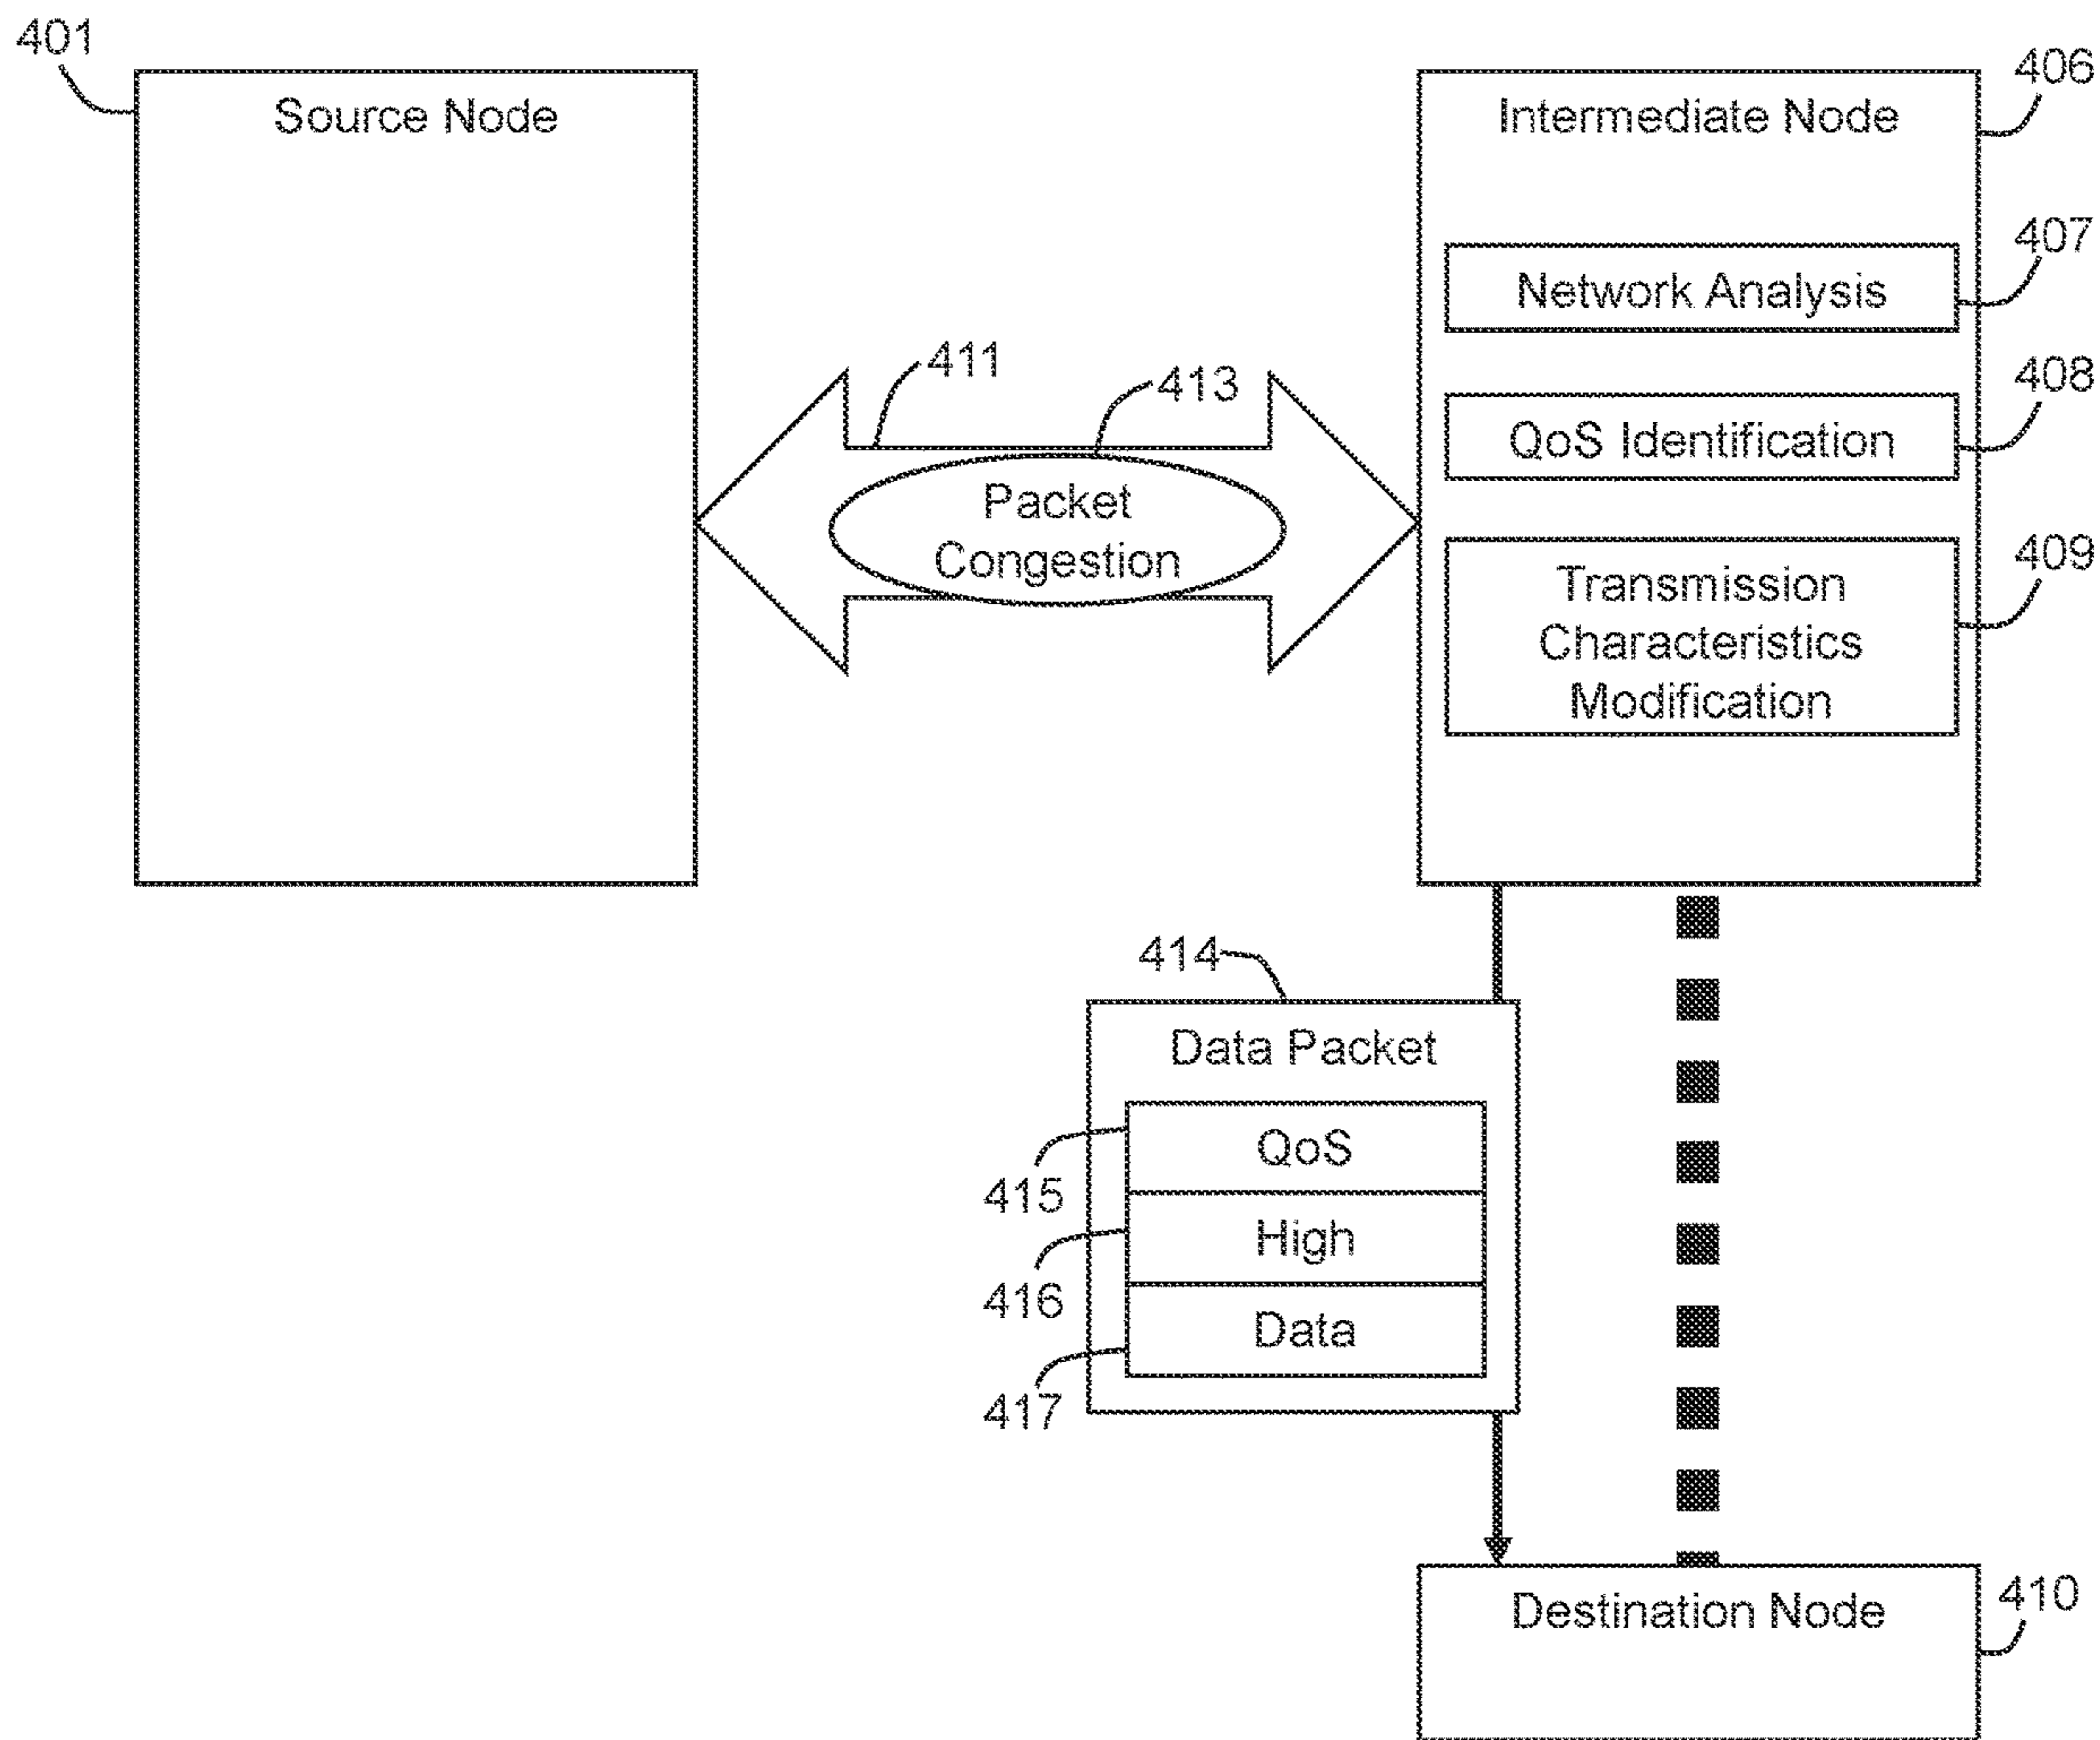 401
Source Node
Intermediate Node
406
407
Network Analysis
411
413
408
QoS Identification
Packet
Congestion
409
Transmission
Characteristics
Modification
414
Data Packet
QoS
415
High
416
Data
417
Destination Node
410